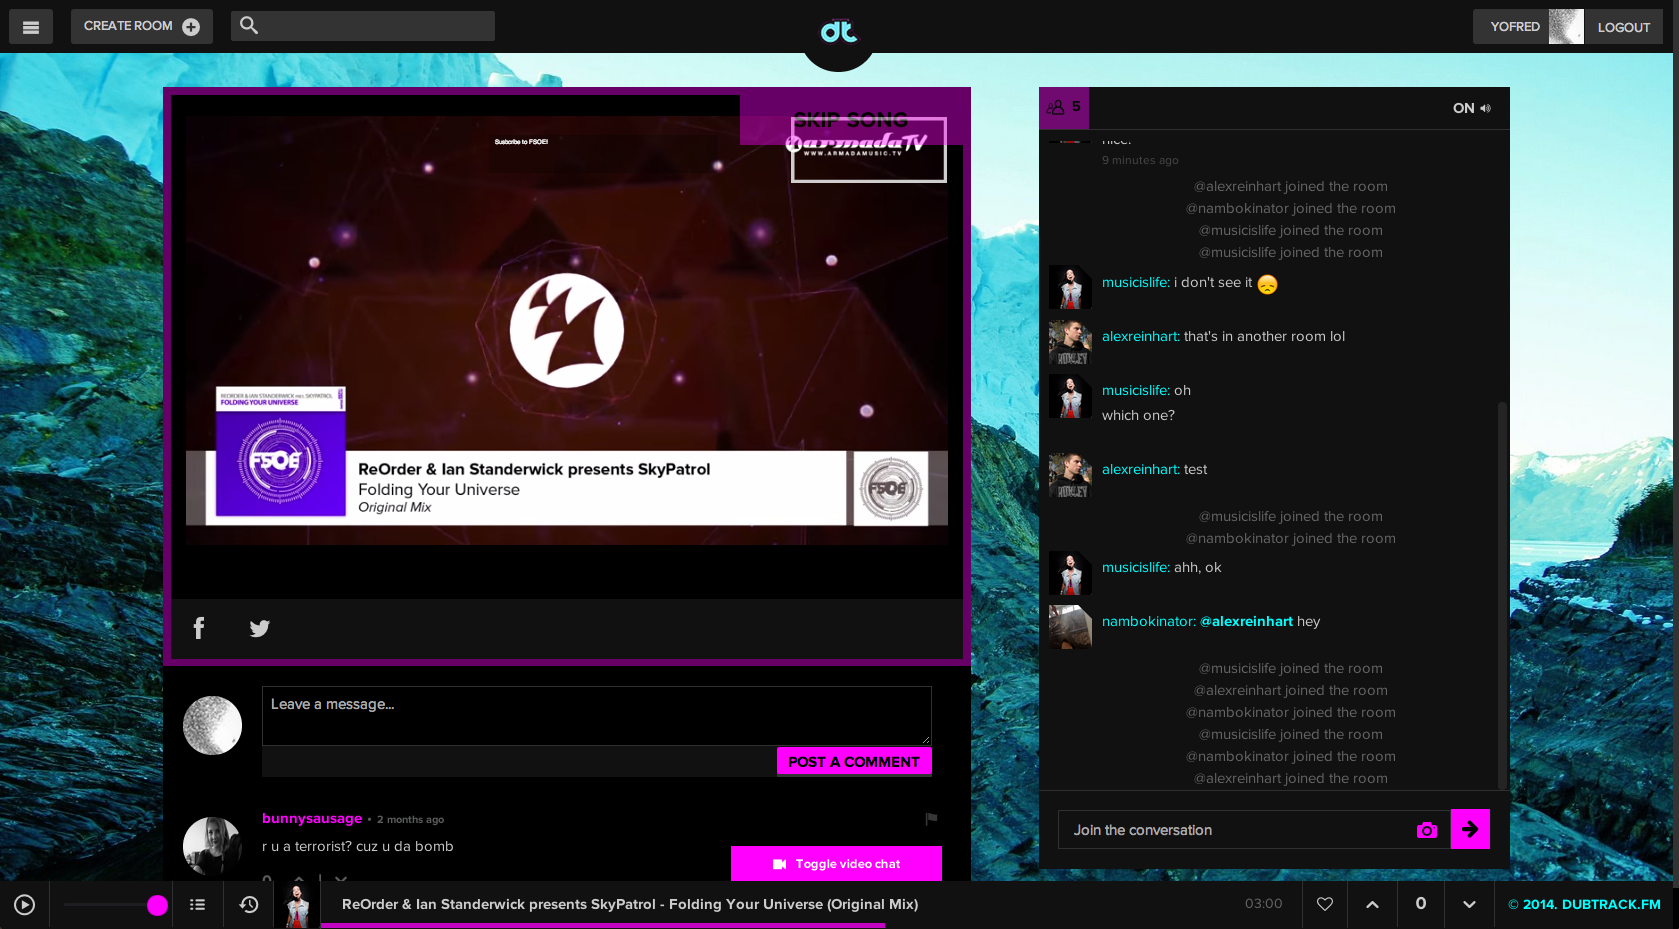 CREATE ROOM
dt
YOFRED
LOGOUT
SKIP SONG
Susbcribe to FSOE!
armada TV
WWW.ARMADAMUSIC.TV
REORDER & IAN STANDERWICK PRES. SKYPATROL
FOLDING YOUR UNIVERSE
FSOE
ReOrder & Ian Standerwick presents SkyPatrol
Folding Your Universe
Original Mix
FSOE
Leave a message...
POST A COMMENT
bunnysausage • 2 months ago
r u a terrorist? cuz u da bomb
Toggle video chat
5
ON
nice!
9 minutes ago
@alexreinhart joined the room
@nambokinator joined the room
@musicislife joined the room
@musicislife joined the room
musicislife: i don't see it 😞
alexreinhart: that's in another room lol
musicislife: oh
which one?
alexreinhart: test
@musicislife joined the room
@nambokinator joined the room
musicislife: ahh, ok
nambokinator: @alexreinhart hey
@musicislife joined the room
@alexreinhart joined the room
@nambokinator joined the room
@musicislife joined the room
@nambokinator joined the room
@alexreinhart joined the room
Join the conversation
ReOrder & Ian Standerwick presents SkyPatrol - Folding Your Universe (Original Mix)
03:00
0
© 2014. DUBTRACK.FM